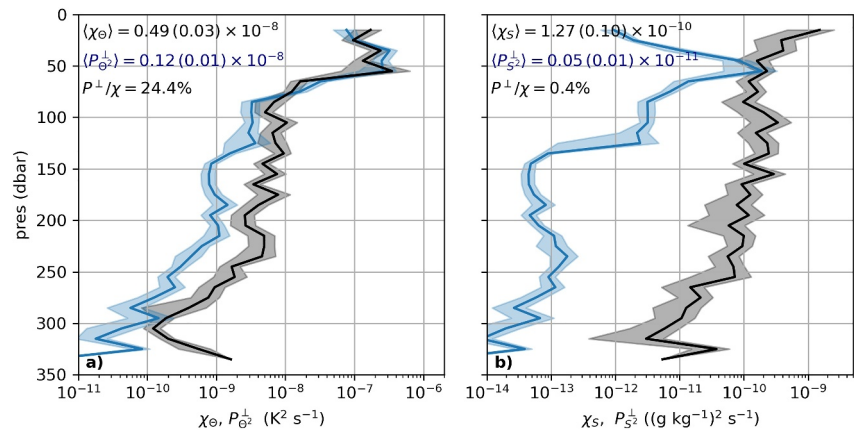 ⟨χ_Θ⟩ = 0.49 (0.03) × 10⁻⁸
⟨P^⊥_Θ²⟩ = 0.12 (0.01) × 10⁻⁸
P^⊥/χ = 24.4%
0
50
100
150
200
250
300
350
pres (dbar)
a)
10⁻¹¹ 10⁻¹⁰ 10⁻⁹ 10⁻⁸ 10⁻⁷ 10⁻⁶
χ_Θ, P^⊥_Θ² (K² s⁻¹)
⟨χ_S⟩ = 1.27 (0.10) × 10⁻¹⁰
⟨P^⊥_S²⟩ = 0.05 (0.01) × 10⁻¹¹
P^⊥/χ = 0.4%
b)
10⁻¹⁴ 10⁻¹³ 10⁻¹² 10⁻¹¹ 10⁻¹⁰ 10⁻⁹
χ_S, P^⊥_S² ((g kg⁻¹)² s⁻¹)